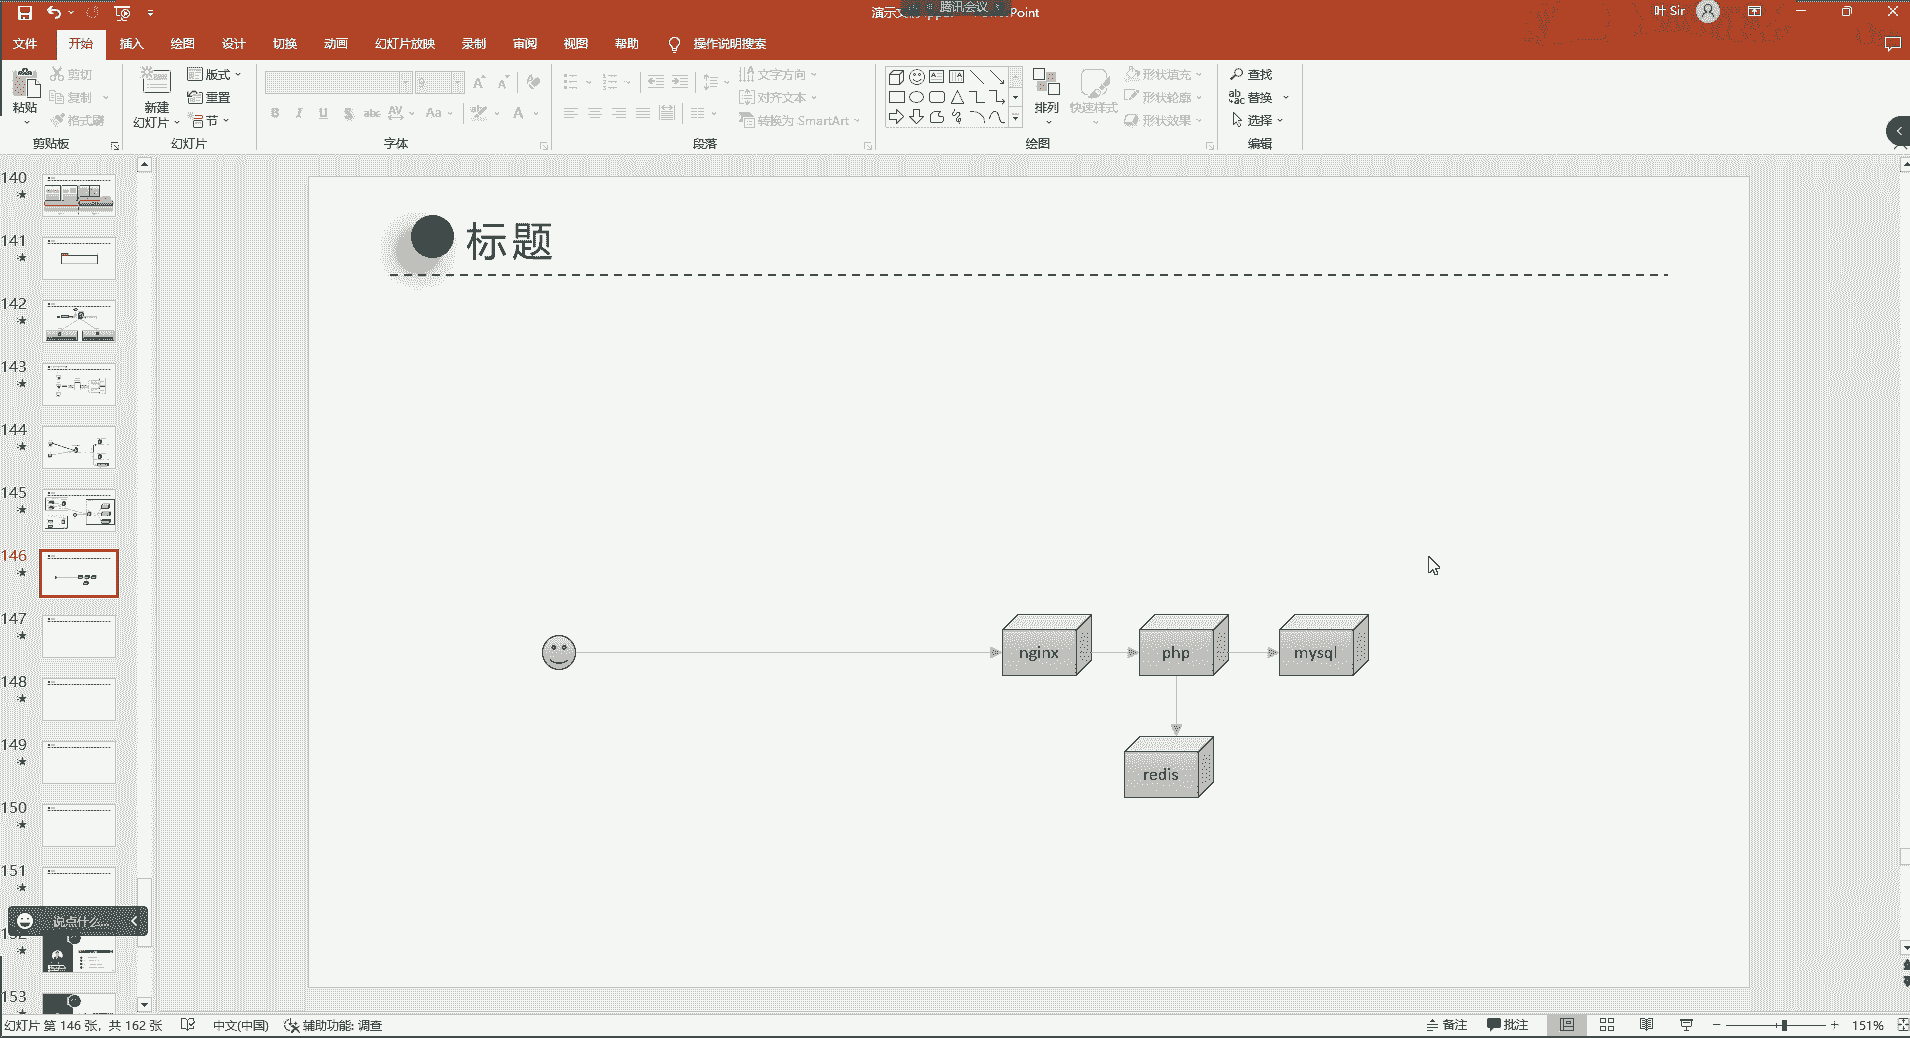 腾讯会议
Point
叶 Sir
文件
开始
插入
绘图
设计
切换
动画
幻灯片放映
录制
审阅
视图
帮助
操作说明搜索
粘贴
剪切
复制
格式刷
剪贴板
新建
幻灯片
版式
重置
节
幻灯片
B I U S abc AV Aa A
字体
文字方向
对齐文本
转换为 SmartArt
段落
排列
快速样式
形状填充
形状轮廓
形状效果
绘图
查找
替换
选择
编辑
140
141
142
143
144
145
146
147
148
149
150
151
153
说点什么...
标题
nginx
php
mysql
redis
幻灯片 第 146 张，共 162 张
中文(中国)
辅助功能: 调查
备注
批注
151%